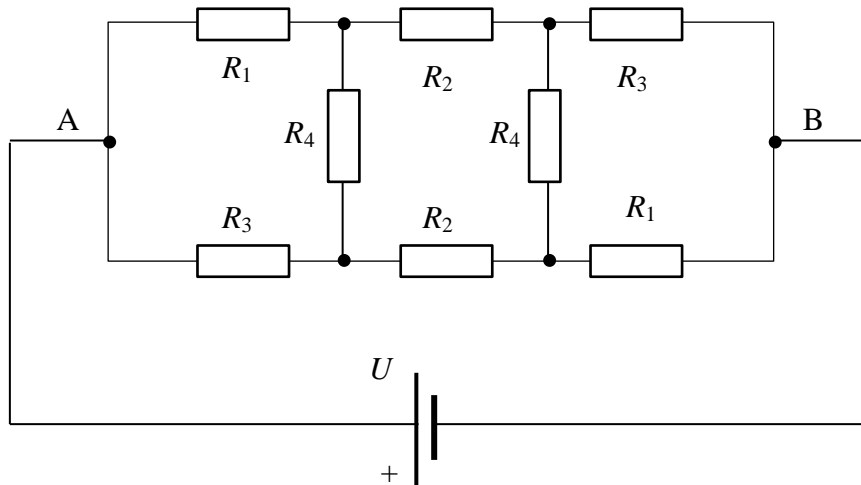 R₁ R₂ R₃
A R₄ R₄ B
R₃ R₂ R₁
U
+